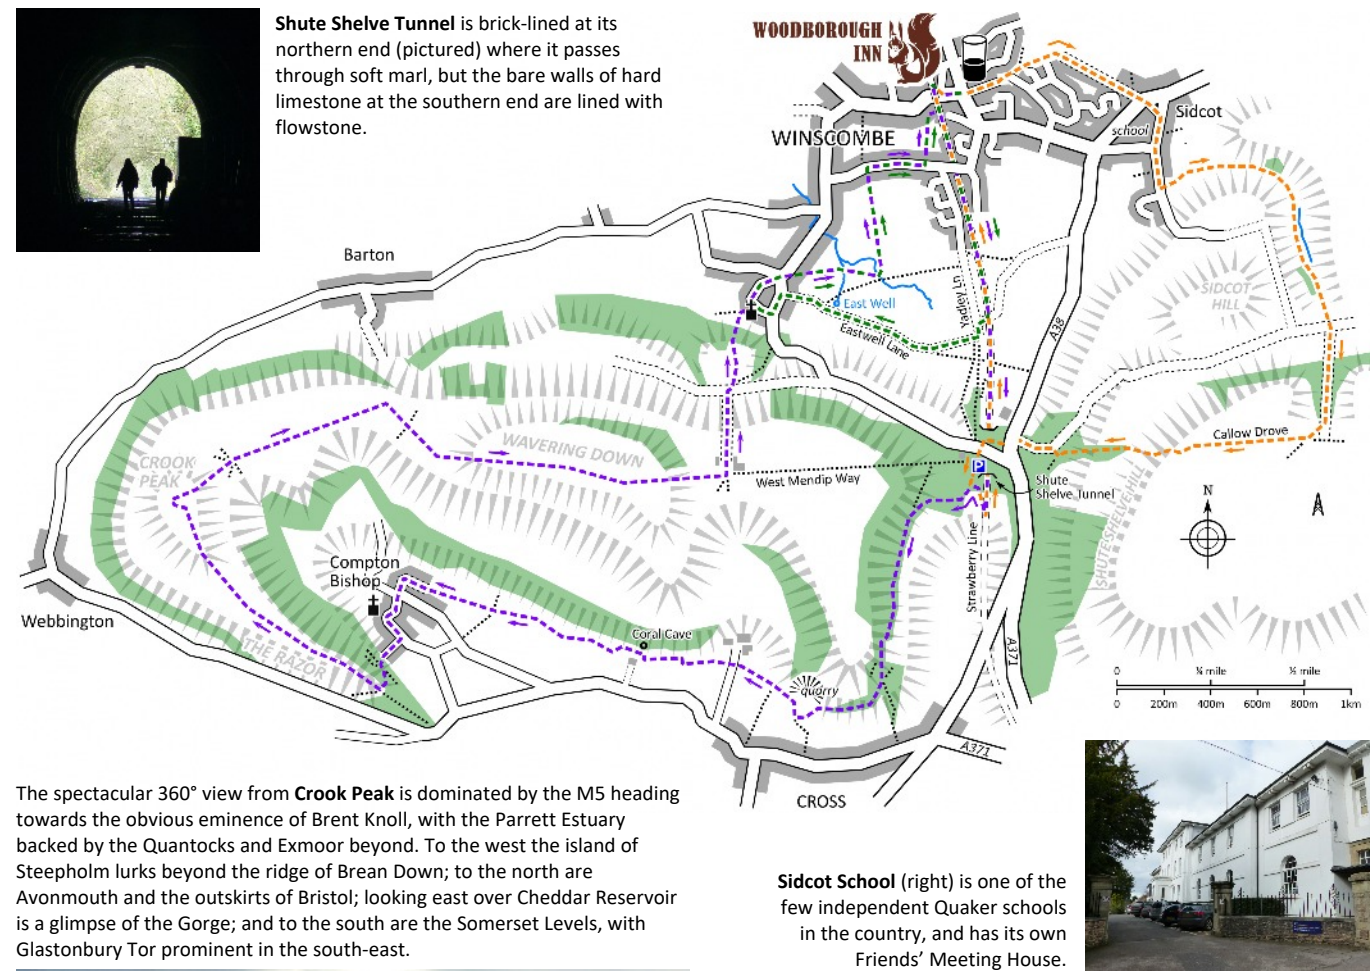 Shute Shelve Tunnel is brick-lined at its
northern end (pictured) where it passes
through soft marl, but the bare walls of hard
limestone at the southern end are lined with
flowstone.
WOODBOROUGH
INN
WINSCOMBE
Sidcot
school
Barton
East Well
Eastwell Lane
Yadley Ln
A38
SIDCOT
HILL
CROOK
PEAK
WAVERING DOWN
West Mendip Way
P
Callow Drove
Shute
Shelve Tunnel
SHUTE SHELVE HILL
N
Strawberry Line
Compton
Bishop
Webbington
THE RAZOR
Coral Cave
quarry
A371
A371
CROSS
0 ¼ mile ½ mile
0 200m 400m 600m 800m 1km
The spectacular 360° view from Crook Peak is dominated by the M5 heading
towards the obvious eminence of Brent Knoll, with the Parrett Estuary
backed by the Quantocks and Exmoor beyond. To the west the island of
Steepholm lurks beyond the ridge of Brean Down; to the north are
Avonmouth and the outskirts of Bristol; looking east over Cheddar Reservoir
is a glimpse of the Gorge; and to the south are the Somerset Levels, with
Glastonbury Tor prominent in the south-east.
Sidcot School (right) is one of the
few independent Quaker schools
in the country, and has its own
Friends’ Meeting House.